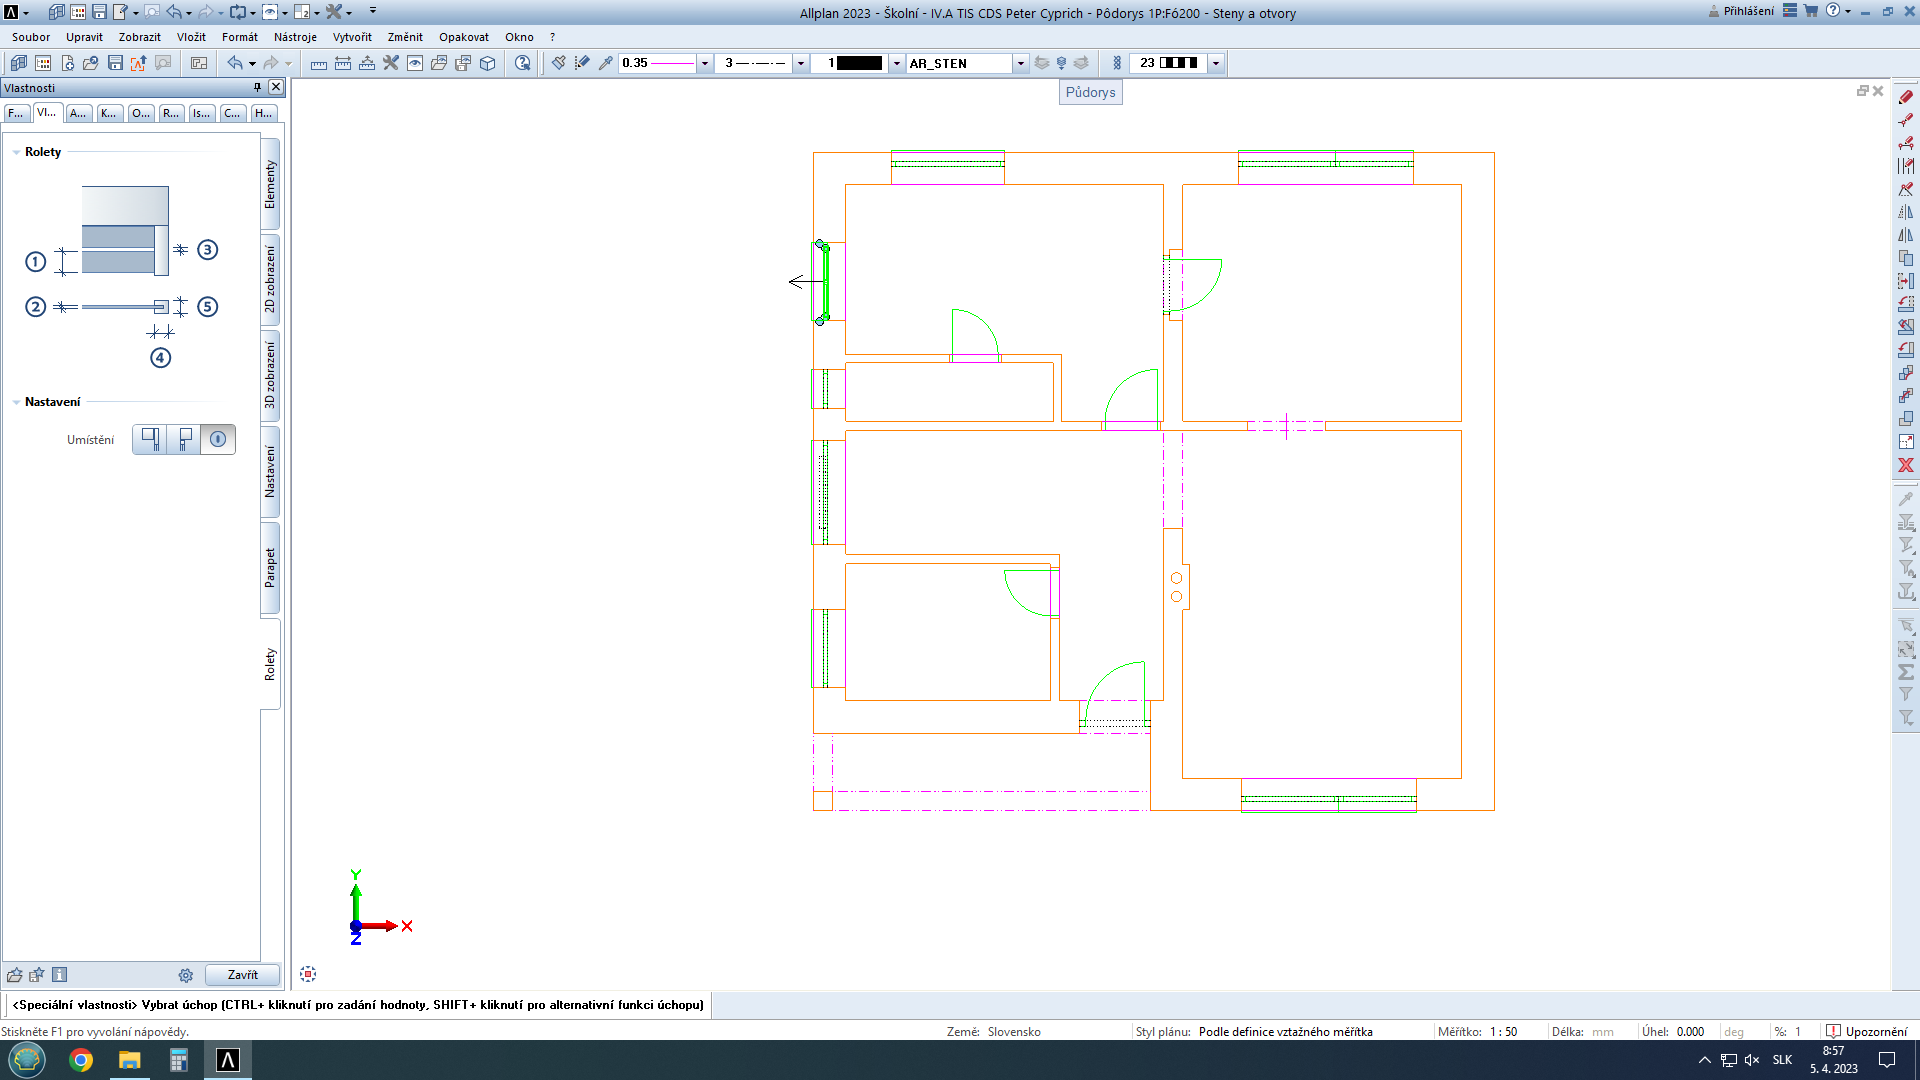 Allplan 2023 - Školní - IV.A TIS CDS Peter Cyprich - Pôdorys 1P:F6200 - Steny a otvory
Přihlášení
Soubor Upravit Zobrazit Vložit Formát Nástroje Vytvořit Změnit Opakovat Okno ?
0.35 3 1 AR_STEN 23
Vlastnosti
Půdorys
F... Vl... A... K... O... R... Is... C... H...
Rolety
Elementy
2D zobrazení
3D zobrazení
Nastavení
Parapet
Rolety
1
3
2
5
4
Nastavení
Umístění
Y
X
Z
Zavřít
<Speciální vlastnosti> Vybrat úchop (CTRL+ kliknutí pro zadání hodnoty, SHIFT+ kliknutí pro alternativní funkci úchopu)
Stiskněte F1 pro vyvolání nápovědy.
Země: Slovensko
Styl plánu: Podle definice vztažného měřítka
Měřítko: 1 : 50
Délka: mm
Úhel: 0.000 deg
%: 1
Upozornění
SLK
8:57
5. 4. 2023